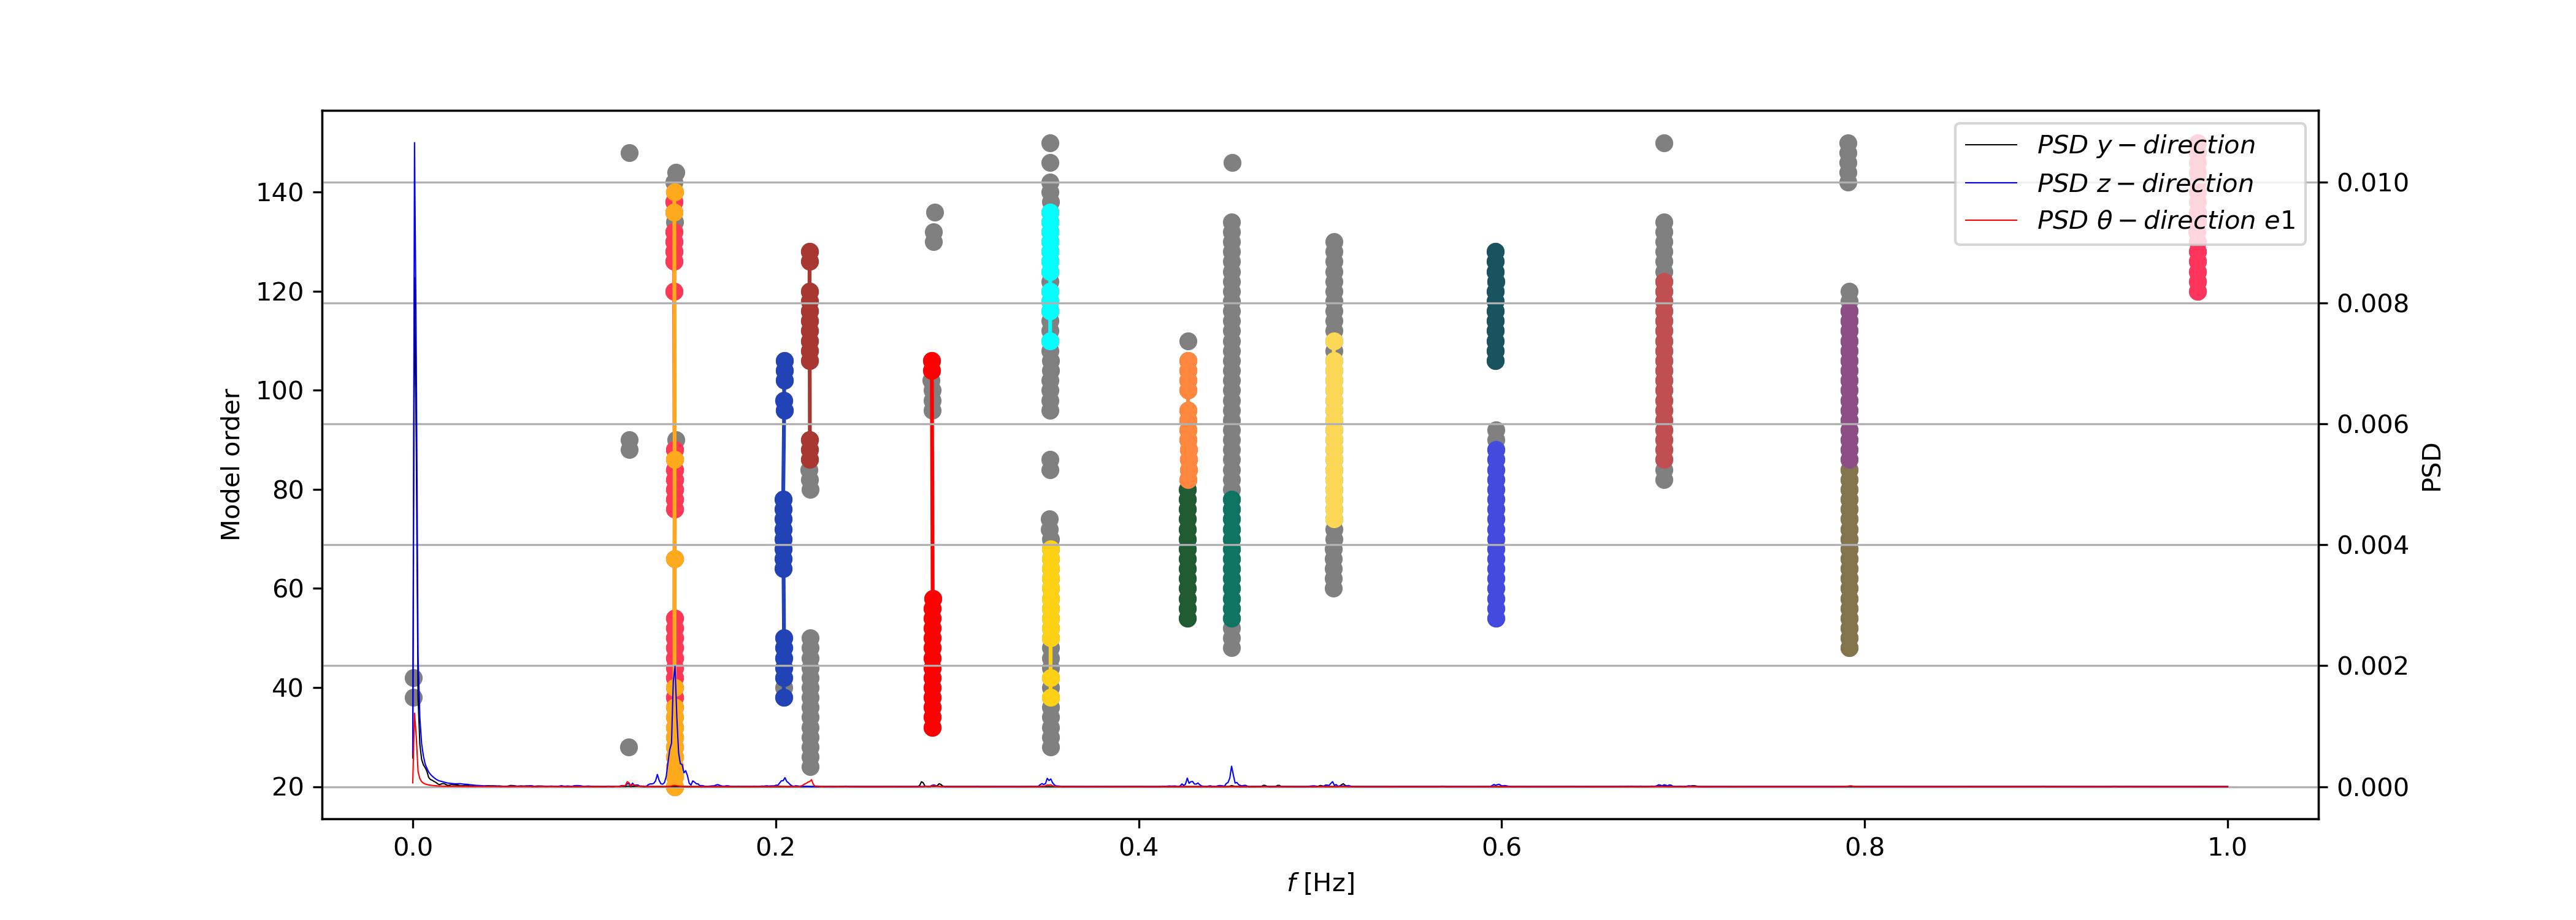 PSD y − direction
PSD z − direction
PSD θ − direction e1
Model order
140
120
100
80
60
40
20
0.010
0.008
0.006
0.004
0.002
0.000
PSD
0.0 0.2 0.4 0.6 0.8 1.0
f [Hz]